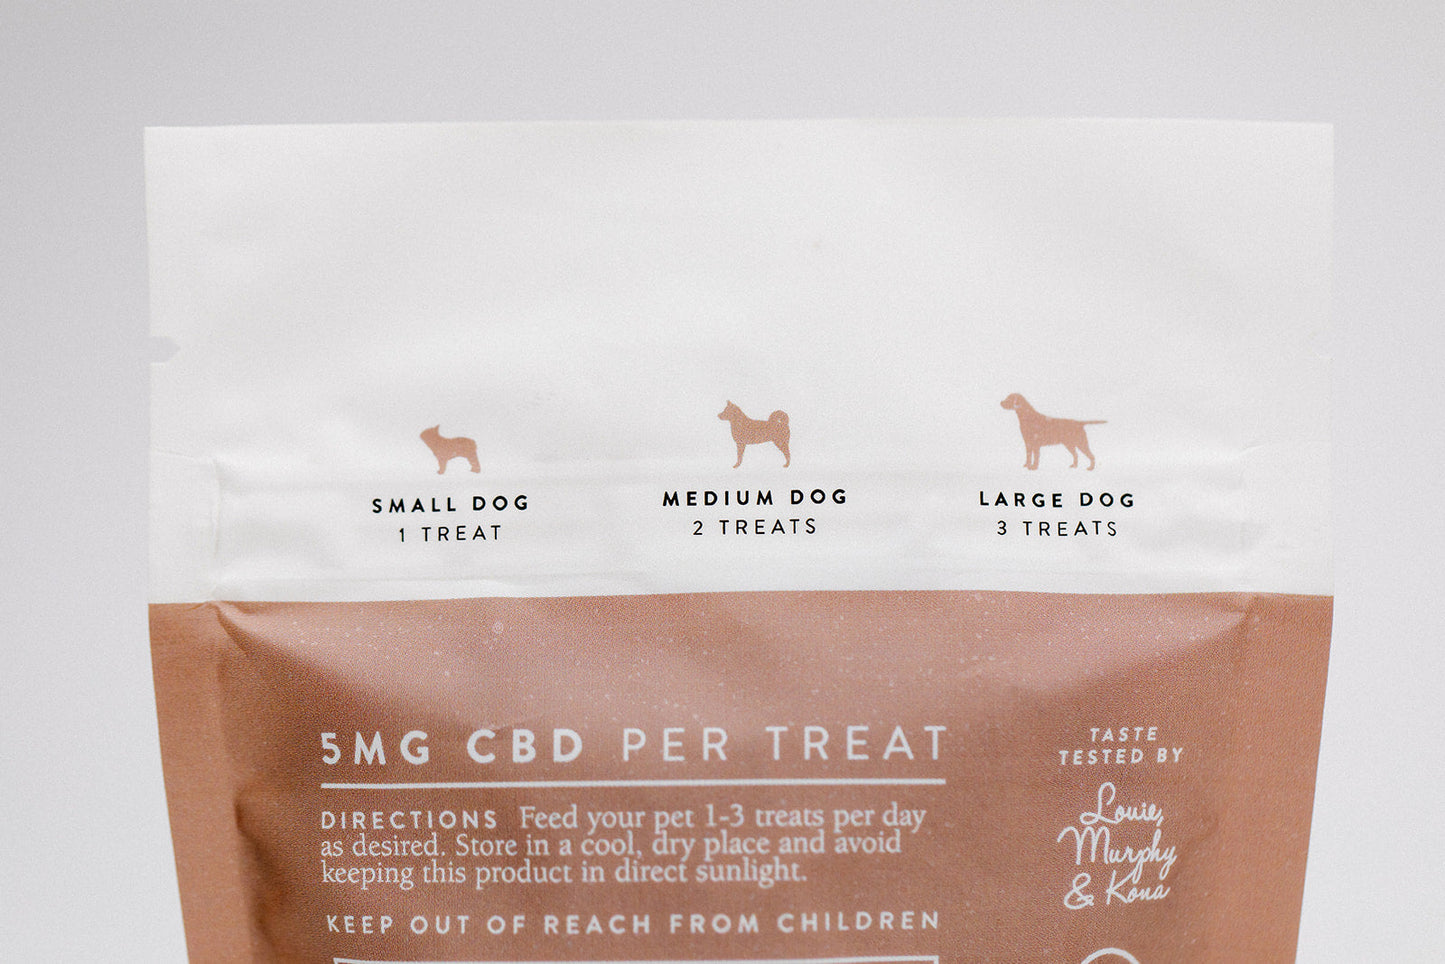 SMALL DOG
1 TREAT
MEDIUM DOG
2 TREATS
LARGE DOG
3 TREATS
5MG CBD PER TREAT
DIRECTIONS Feed your pet 1-3 treats per day
as desired. Store in a cool, dry place and avoid
keeping this product in direct sunlight.
KEEP OUT OF REACH FROM CHILDREN
TASTE
TESTED BY
Louie,
Murphy
& Kona